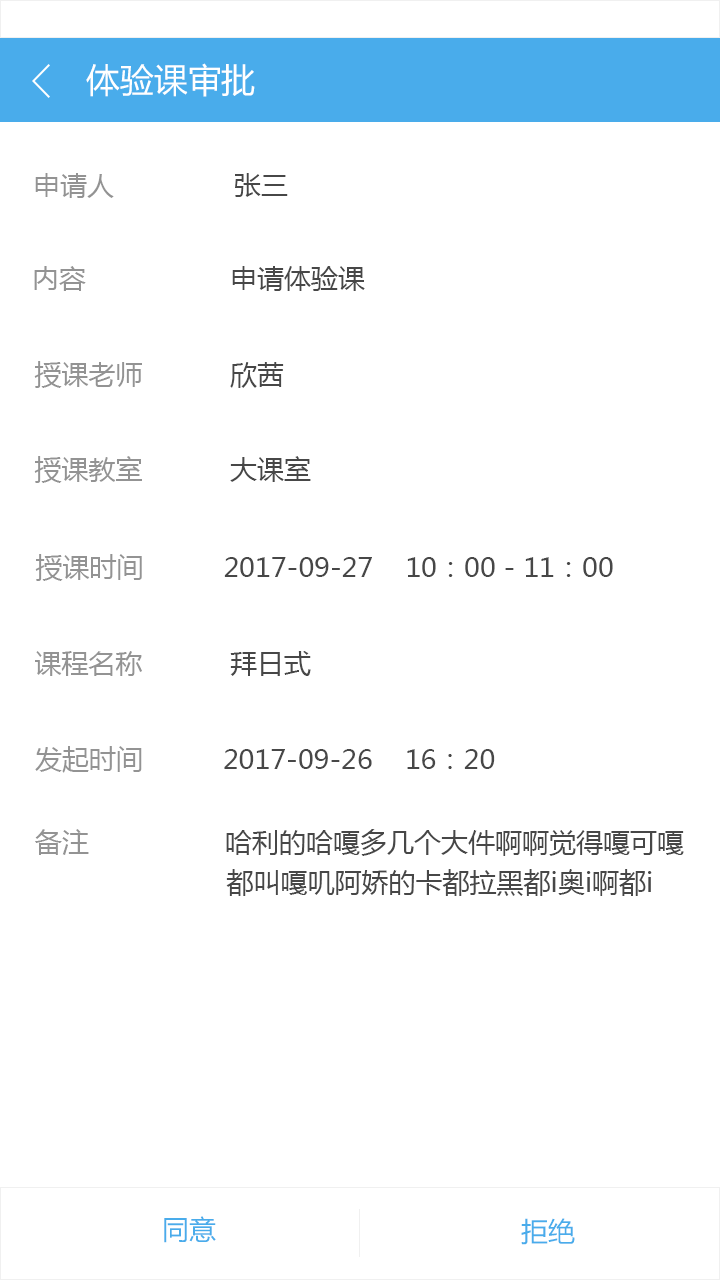 体验课审批
申请人 张三
内容 申请体验课
授课老师 欣茜
授课教室 大课室
授课时间 2017-09-27 10：00 - 11：00
课程名称 拜日式
发起时间 2017-09-26 16：20
备注 哈利的哈嘎多几个大件啊啊觉得嘎可嘎
都叫嘎叽阿娇的卡都拉黑都i奥i啊都i
同意 拒绝